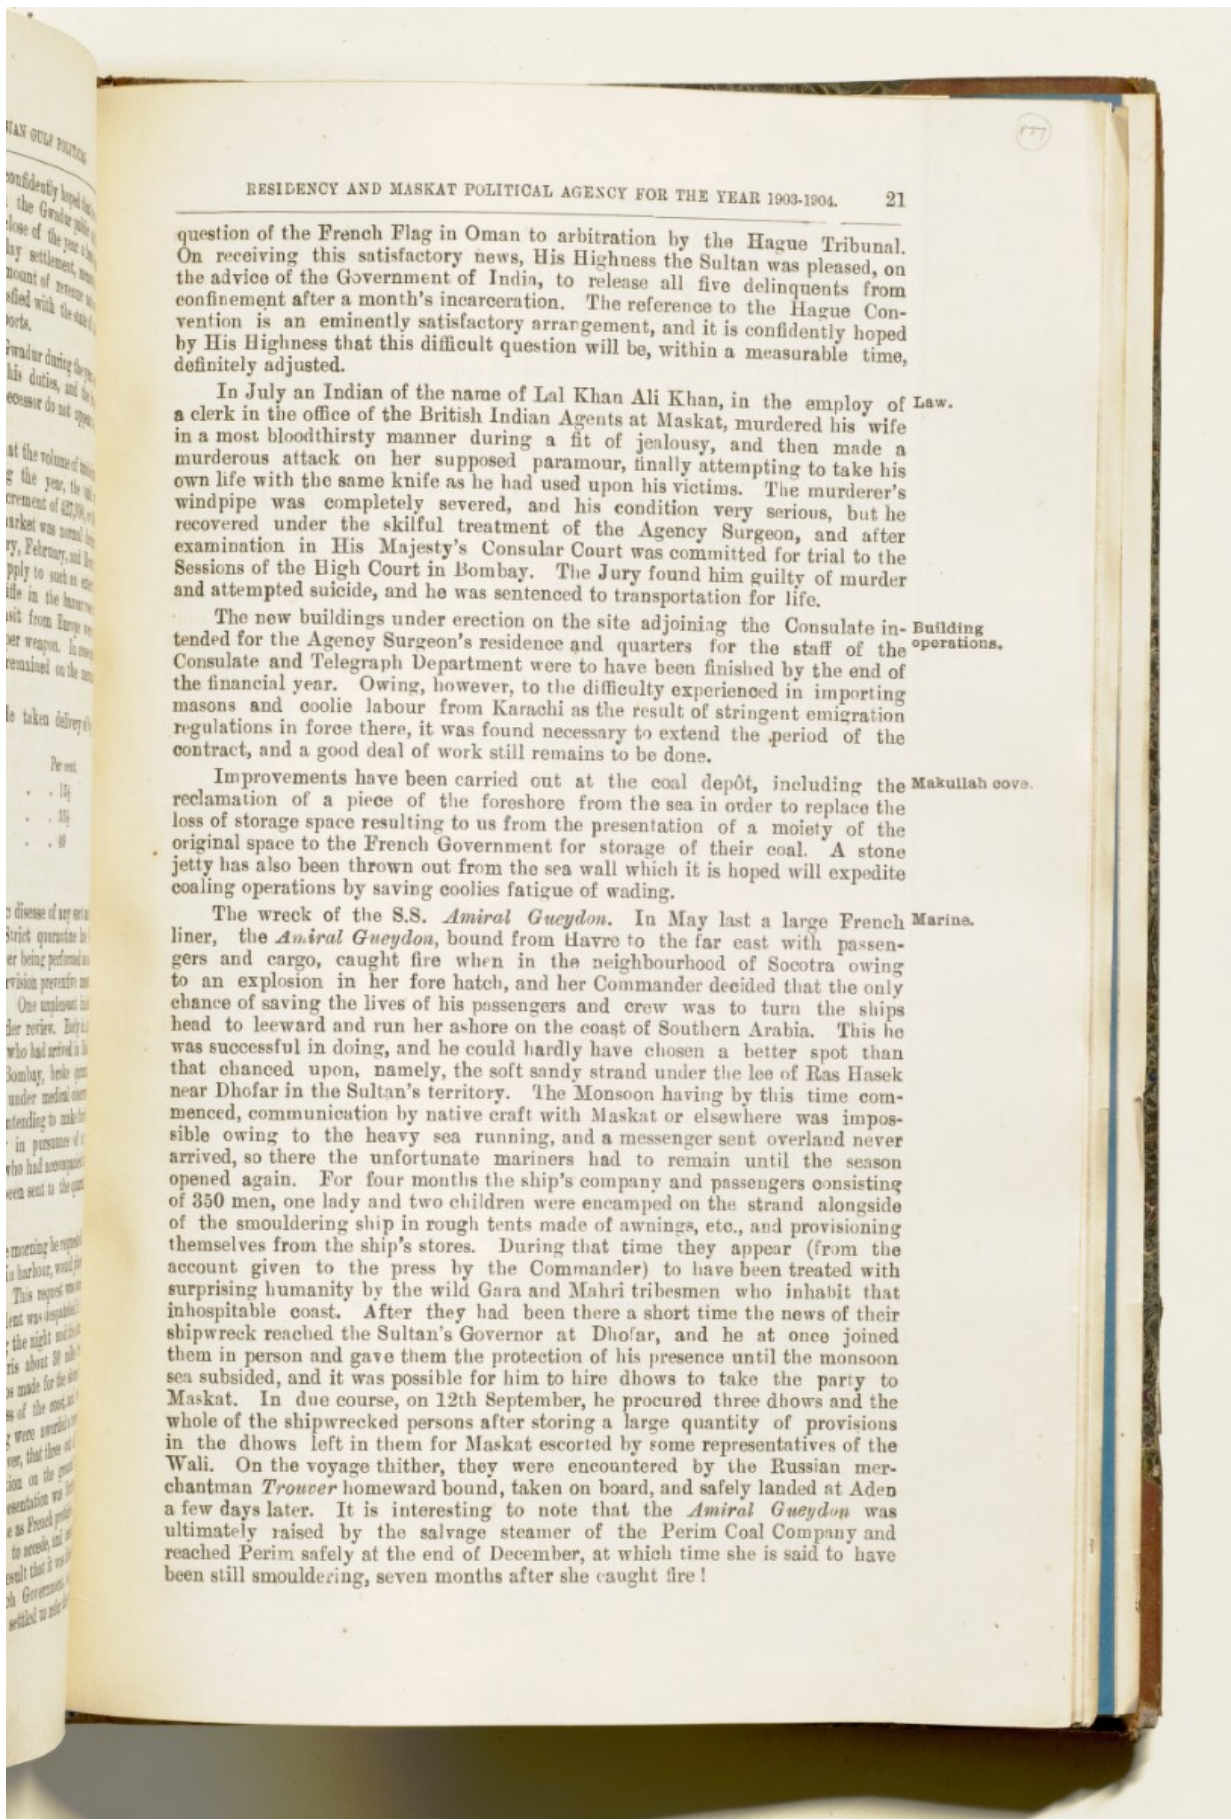 RESIDENCY AND MASKAT POLITICAL AGENCY FOR THE YEAR 1903-1904. 21
question of the French Flag in Oman to arbitration by the Hague Tribunal.
On receiving this satisfactory news, His Highness the Sultan was pleased, on
the advice of the Government of India, to release all five delinquents from
confinement after a month's incarceration. The reference to the Hague Con-
vention is an eminently satisfactory arrangement, and it is confidently hoped
by His Highness that this difficult question will be, within a measurable time,
definitely adjusted.
In July an Indian of the name of Lal Khan Ali Khan, in the employ of Law.
a clerk in the office of the British Indian Agents at Maskat, murdered his wife
in a most bloodthirsty manner during a fit of jealousy, and then made a
murderous attack on her supposed paramour, finally attempting to take his
own life with the same knife as he had used upon his victims. The murderer's
windpipe was completely severed, and his condition very serious, but he
recovered under the skilful treatment of the Agency Surgeon, and after
examination in His Majesty's Consular Court was committed for trial to the
Sessions of the High Court in Bombay. The Jury found him guilty of murder
and attempted suicide, and he was sentenced to transportation for life.
The new buildings under erection on the site adjoining the Consulate in- Building
tended for the Agency Surgeon's residence and quarters for the staff of the operations.
Consulate and Telegraph Department were to have been finished by the end of
the financial year. Owing, however, to the difficulty experienced in importing
masons and coolie labour from Karachi as the result of stringent emigration
regulations in force there, it was found necessary to extend the period of the
contract, and a good deal of work still remains to be done.
Improvements have been carried out at the coal depôt, including the Makullah cove.
reclamation of a piece of the foreshore from the sea in order to replace the
loss of storage space resulting to us from the presentation of a moiety of the
original space to the French Government for storage of their coal. A stone
jetty has also been thrown out from the sea wall which it is hoped will expedite
coaling operations by saving coolies fatigue of wading.
The wreck of the S.S. Amiral Gueydon. In May last a large French Marine.
liner, the Amiral Gueydon, bound from Havre to the far east with passen-
gers and cargo, caught fire when in the neighbourhood of Socotra owing
to an explosion in her fore hatch, and her Commander decided that the only
chance of saving the lives of his passengers and crew was to turn the ships
head to leeward and run her ashore on the coast of Southern Arabia. This he
was successful in doing, and he could hardly have chosen a better spot than
that chanced upon, namely, the soft sandy strand under the lee of Ras Hasek
near Dhofar in the Sultan's territory. The Monsoon having by this time com-
menced, communication by native craft with Maskat or elsewhere was impos-
sible owing to the heavy sea running, and a messenger sent overland never
arrived, so there the unfortunate mariners had to remain until the season
opened again. For four months the ship's company and passengers consisting
of 350 men, one lady and two children were encamped on the strand alongside
of the smouldering ship in rough tents made of awnings, etc., and provisioning
themselves from the ship's stores. During that time they appear (from the
account given to the press by the Commander) to have been treated with
surprising humanity by the wild Gara and Mahri tribesmen who inhabit that
inhospitable coast. After they had been there a short time the news of their
shipwreck reached the Sultan's Governor at Dhofar, and he at once joined
them in person and gave them the protection of his presence until the monsoon
sea subsided, and it was possible for him to hire dhows to take the party to
Maskat. In due course, on 12th September, he procured three dhows and the
whole of the shipwrecked persons after storing a large quantity of provisions
in the dhows left in them for Maskat escorted by some representatives of the
Wali. On the voyage thither, they were encountered by the Russian mer-
chantman Trouver homeward bound, taken on board, and safely landed at Aden
a few days later. It is interesting to note that the Amiral Gueydon was
ultimately raised by the salvage steamer of the Perim Coal Company and
reached Perim safely at the end of December, at which time she is said to have
been still smouldering, seven months after she caught fire !